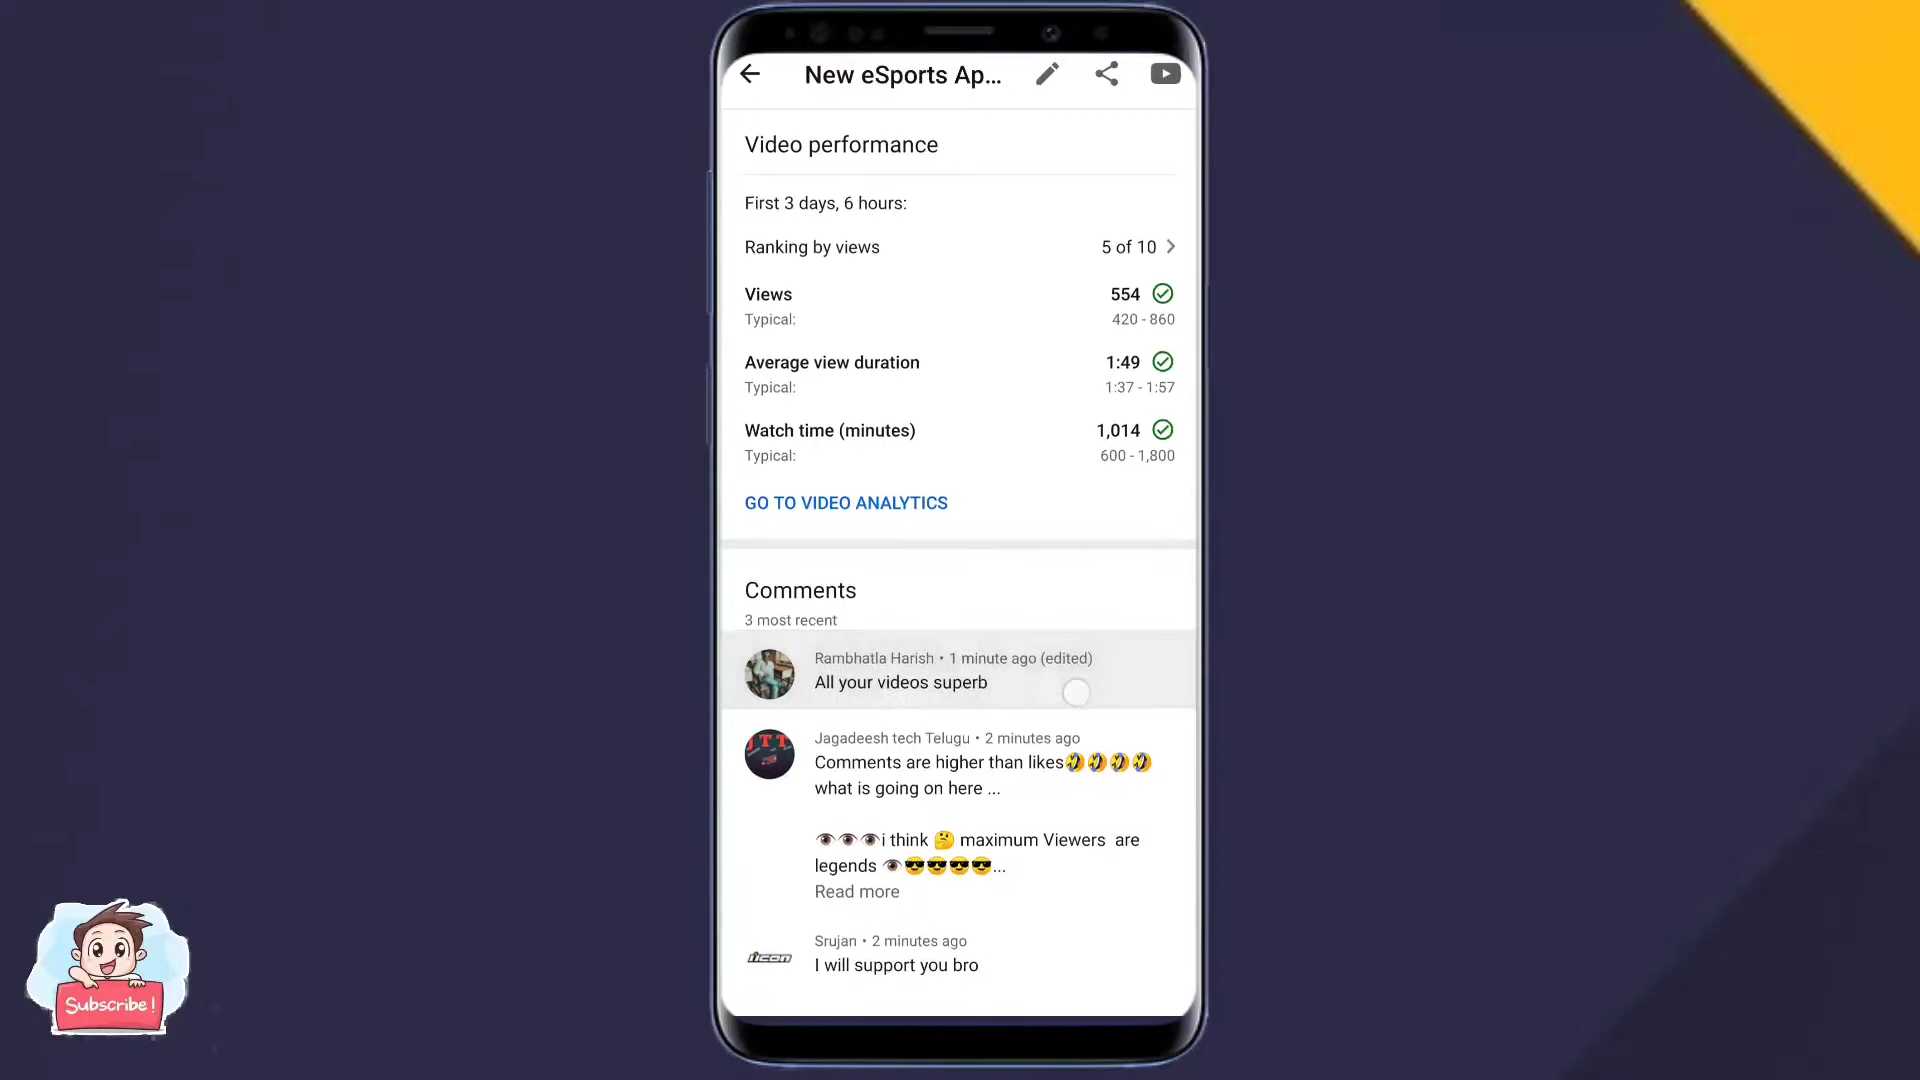 New eSports Ap...
Video performance
First 3 days, 6 hours:
Ranking by views 5 of 10
Views 554
Typical: 420 - 860
Average view duration 1:49
Typical: 1:37 - 1:57
Watch time (minutes) 1,014
Typical: 600 - 1,800
GO TO VIDEO ANALYTICS
Comments
3 most recent
Rambhatla Harish • 1 minute ago (edited)
All your videos superb
JTT
Jagadeesh tech Telugu • 2 minutes ago
Comments are higher than likes🤣🤣🤣🤣
what is going on here ...
👁️👁️👁️i think 🤔 maximum Viewers are
legends 👁️😎😎😎😎...
Read more
Srujan • 2 minutes ago
I will support you bro
Subscribe!